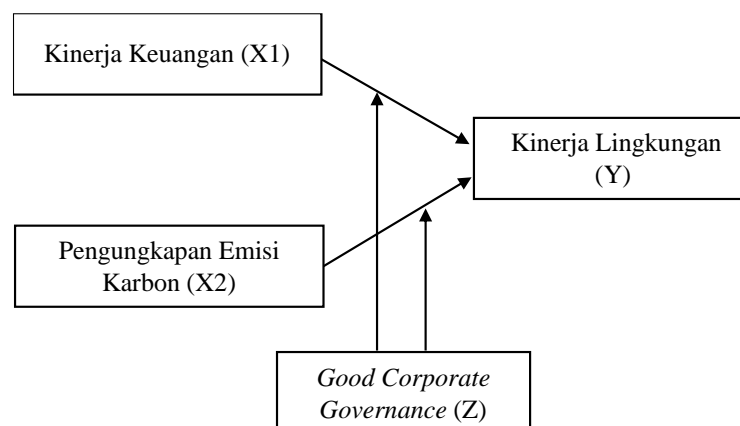 Kinerja Keuangan (X1)
Kinerja Lingkungan
(Y)
Pengungkapan Emisi
Karbon (X2)
Good Corporate
Governance (Z)